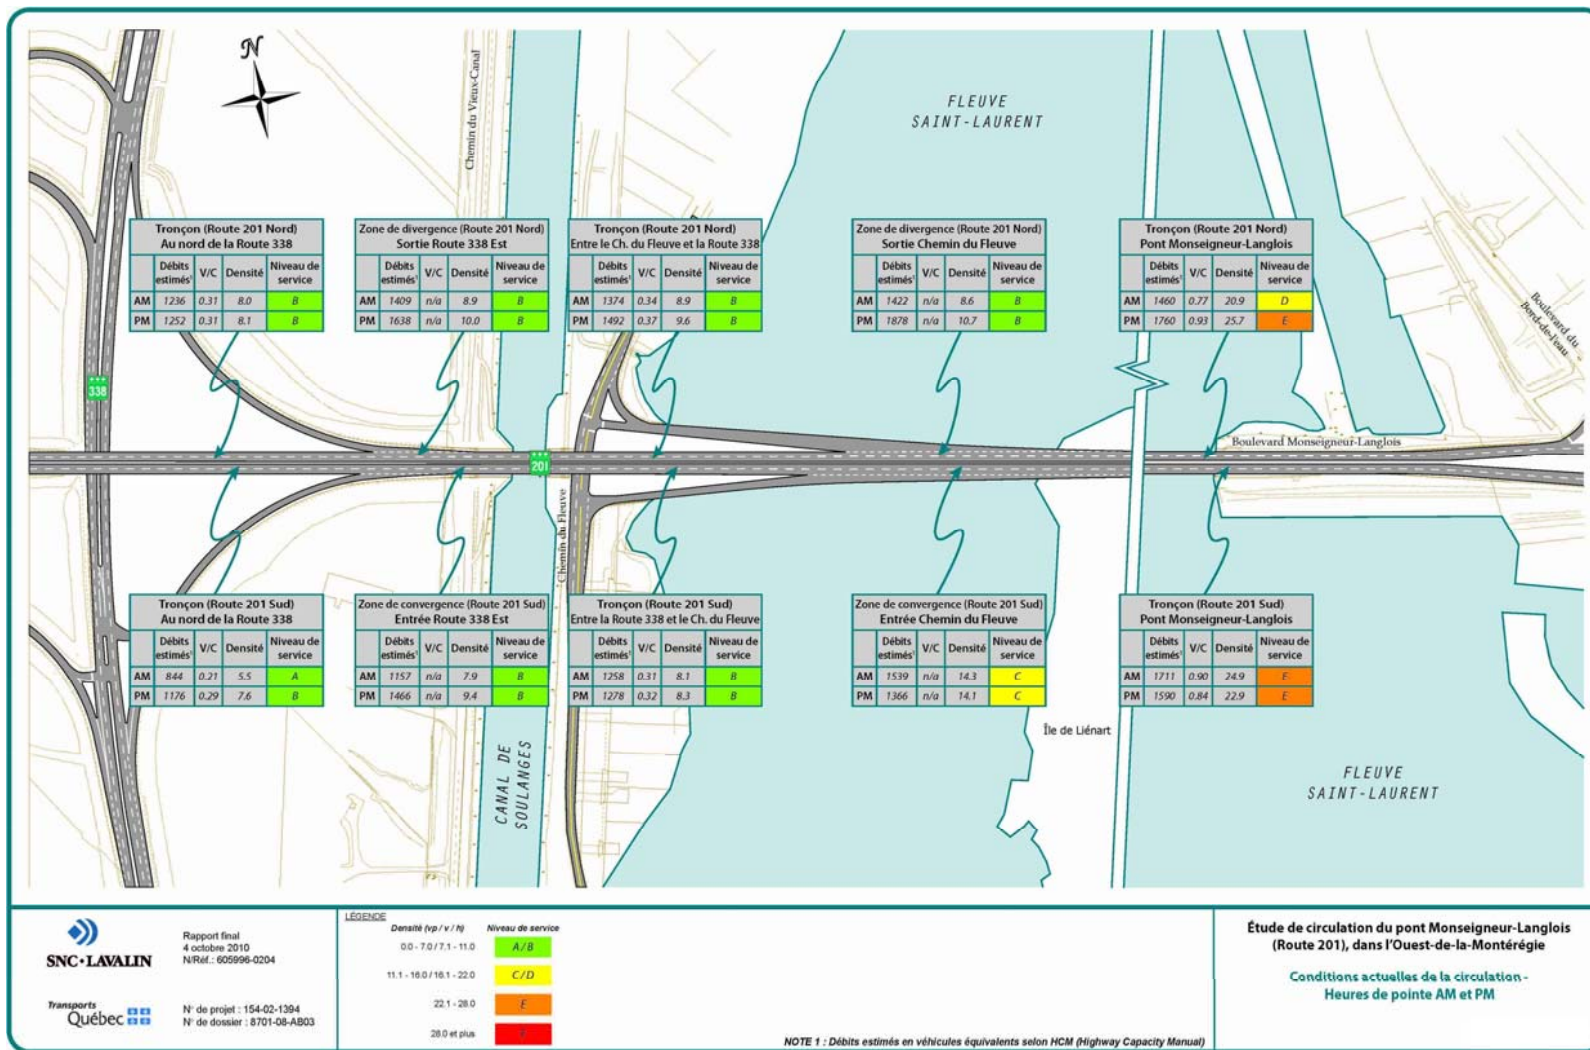 N
FLEUVE
SAINT-LAURENT
Chemin du Vieux-Canal
Tronçon (Route 201 Nord)
Au nord de la Route 338
Débits estimés¹ V/C Densité Niveau de service
AM 1236 0.31 8.0 B
PM 1252 0.31 8.1 B
Zone de divergence (Route 201 Nord)
Sortie Route 338 Est
Débits estimés¹ V/C Densité Niveau de service
AM 1409 n/a 8.9 B
PM 1638 n/a 10.0 B
Tronçon (Route 201 Nord)
Entre le Ch. du Fleuve et la Route 338
Débits estimés¹ V/C Densité Niveau de service
AM 1374 0.34 8.9 B
PM 1492 0.37 9.6 B
Zone de divergence (Route 201 Nord)
Sortie Chemin du Fleuve
Débits estimés¹ V/C Densité Niveau de service
AM 1422 n/a 8.6 B
PM 1878 n/a 10.7 B
Tronçon (Route 201 Nord)
Pont Monseigneur-Langlois
Débits estimés¹ V/C Densité Niveau de service
AM 1460 0.77 20.9 D
PM 1760 0.93 25.7 E
Boulevard du
Bord-de-l'eau
338
201
Boulevard Monseigneur-Langlois
Chemin du Fleuve
Tronçon (Route 201 Sud)
Au nord de la Route 338
Débits estimés¹ V/C Densité Niveau de service
AM 844 0.21 5.5 A
PM 1176 0.29 7.6 B
Zone de convergence (Route 201 Sud)
Entrée Route 338 Est
Débits estimés¹ V/C Densité Niveau de service
AM 1157 n/a 7.9 B
PM 1466 n/a 9.4 B
Tronçon (Route 201 Sud)
Entre la Route 338 et le Ch. du Fleuve
Débits estimés¹ V/C Densité Niveau de service
AM 1258 0.31 8.1 B
PM 1278 0.32 8.3 B
Zone de convergence (Route 201 Sud)
Entrée Chemin du Fleuve
Débits estimés¹ V/C Densité Niveau de service
AM 1539 n/a 14.3 C
PM 1366 n/a 14.1 C
Tronçon (Route 201 Sud)
Pont Monseigneur-Langlois
Débits estimés¹ V/C Densité Niveau de service
AM 1711 0.90 24.9 E
PM 1590 0.84 22.9 E
Île de Liénart
CANAL DE
SOULANGES
FLEUVE
SAINT-LAURENT
SNC•LAVALIN
Rapport final
4 octobre 2010
N/Réf.: 605996-0204
Transports
Québec
N° de projet : 154-02-1394
N° de dossier : 8701-08-AB03
LÉGENDE
Densité (vp / v / h) Niveau de service
0.0 - 7.0 / 7.1 - 11.0 A / B
11.1 - 16.0 / 16.1 - 22.0 C / D
22.1 - 28.0 E
28.0 et plus
NOTE 1 : Débits estimés en véhicules équivalents selon HCM (Highway Capacity Manual)
Étude de circulation du pont Monseigneur-Langlois
(Route 201), dans l'Ouest-de-la-Montérégie
Conditions actuelles de la circulation -
Heures de pointe AM et PM